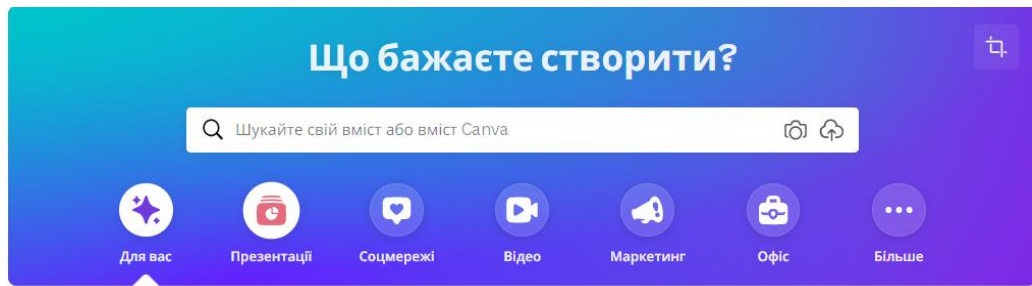 Що бажаєте створити?
Шукайте свій вміст або вміст Canva
Для вас
Презентації
Соцмережі
Відео
Маркетинг
Офіс
Більше